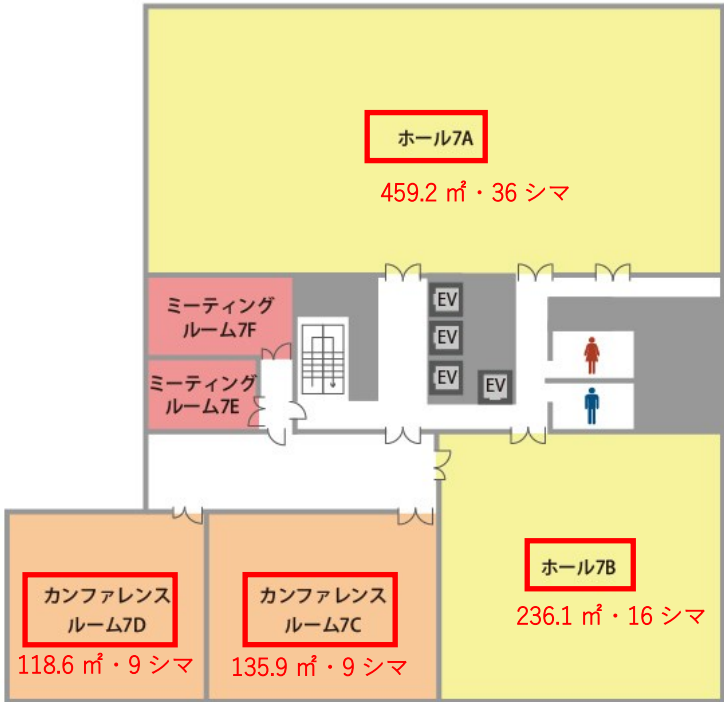 ホール7A
459.2 ㎡・36 シマ
ミーティング
ルーム7F
EV
EV
ミーティング
ルーム7E
EV
EV
ホール7B
236.1 ㎡・16 シマ
カンファレンス
ルーム7D
118.6 ㎡・9 シマ
カンファレンス
ルーム7C
135.9 ㎡・9 シマ